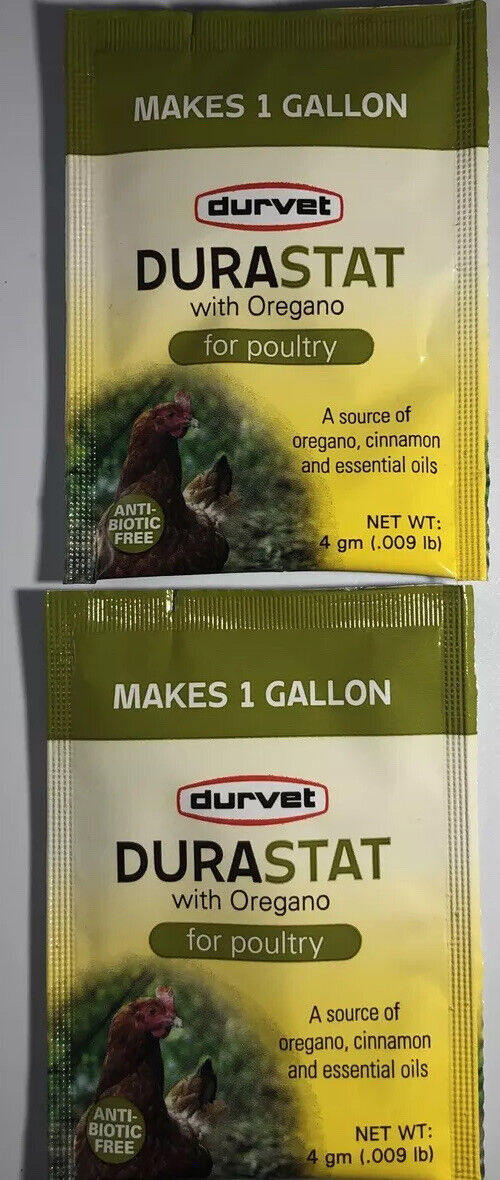 MAKES 1 GALLON
durvet
DURASTAT
with Oregano
for poultry
A source of
oregano, cinnamon
and essential oils
ANTI-
BIOTIC
FREE
NET WT:
4 gm (.009 lb)
MAKES 1 GALLON
durvet
DURASTAT
with Oregano
for poultry
A source of
oregano, cinnamon
and essential oils
ANTI-
BIOTIC
FREE
NET WT:
4 gm (.009 lb)